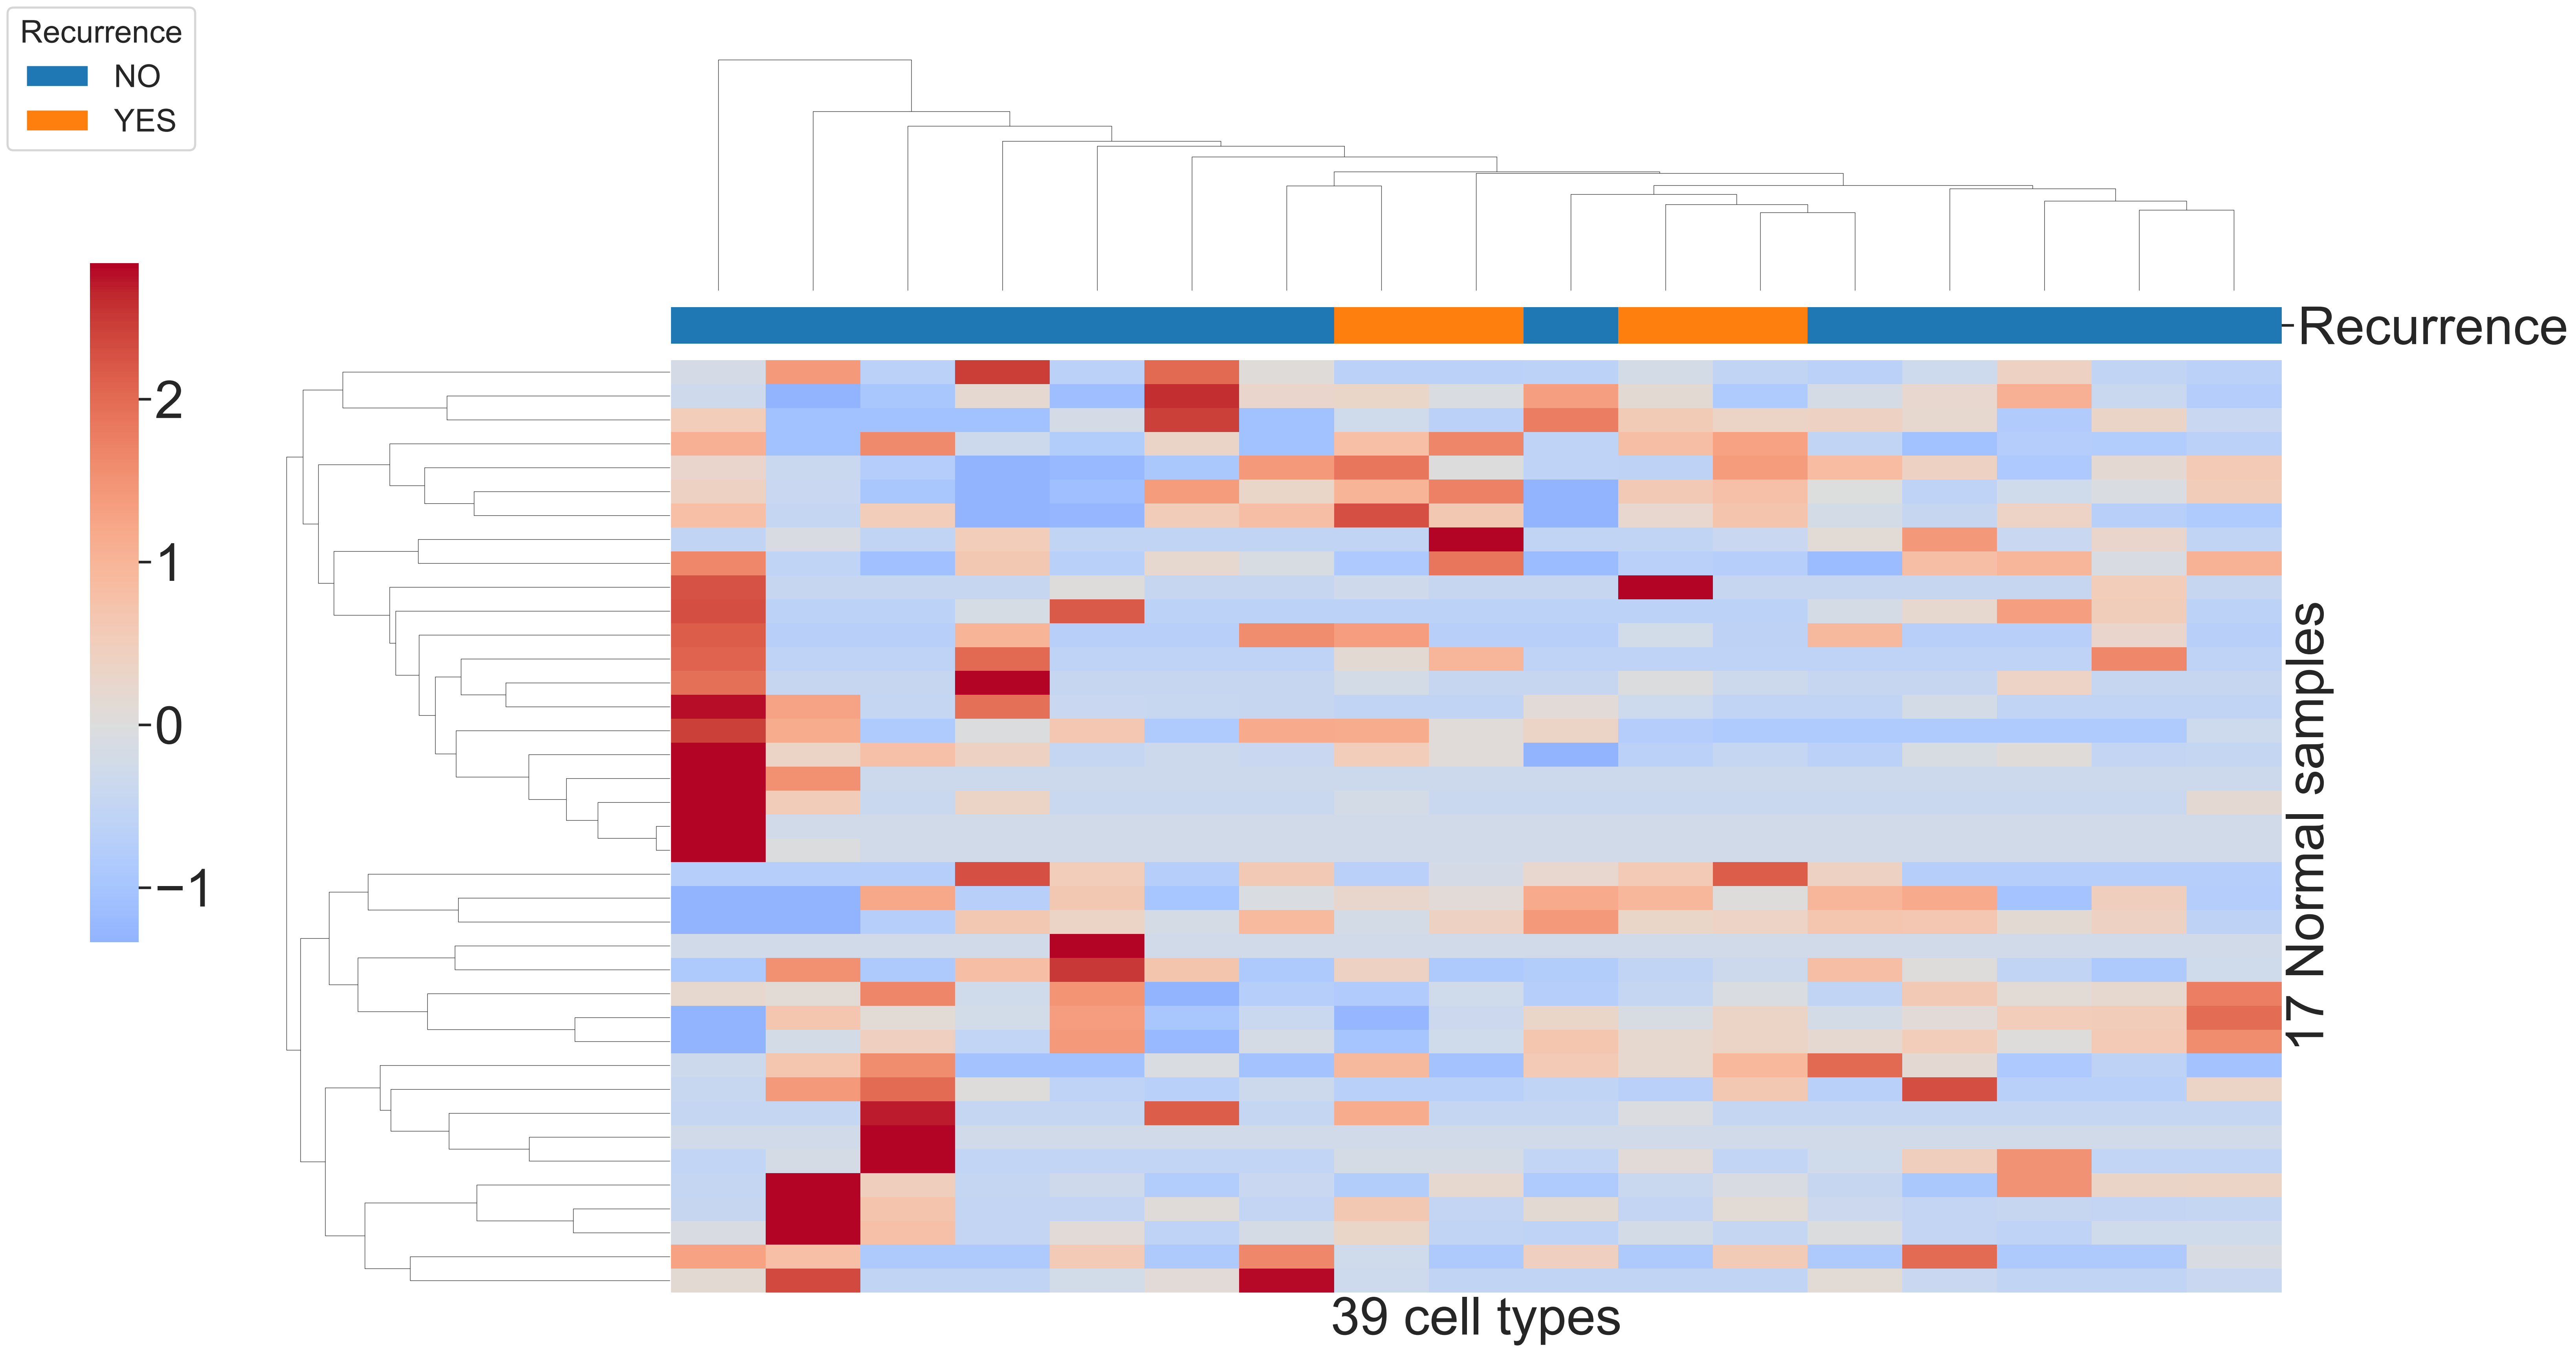 Recurrence
NO
YES
Recurrence
2
1
0
−1
17 Normal samples
39 cell types